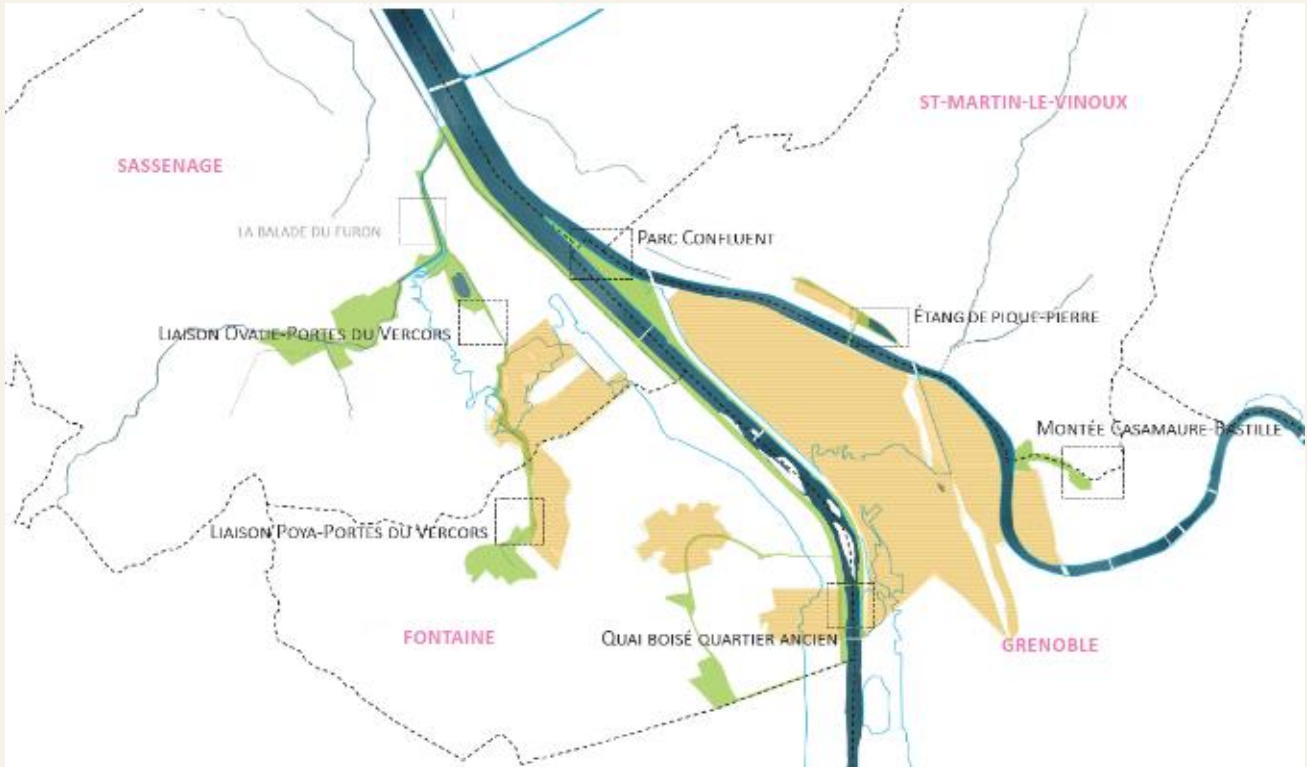 ST-MARTIN-LE-VINOUX
SASSENAGE
LA BALADE DU FURON
PARC CONFLUENT
ÉTANG DE PIQUE-PIERRE
LIAISON OVALIE-PORTES DU VERCORS
MONTÉE CASAMAURE-BASTILLE
LIAISON POYA-PORTES DU VERCORS
FONTAINE
QUAI BOISÉ QUARTIER ANCIEN
GRENOBLE